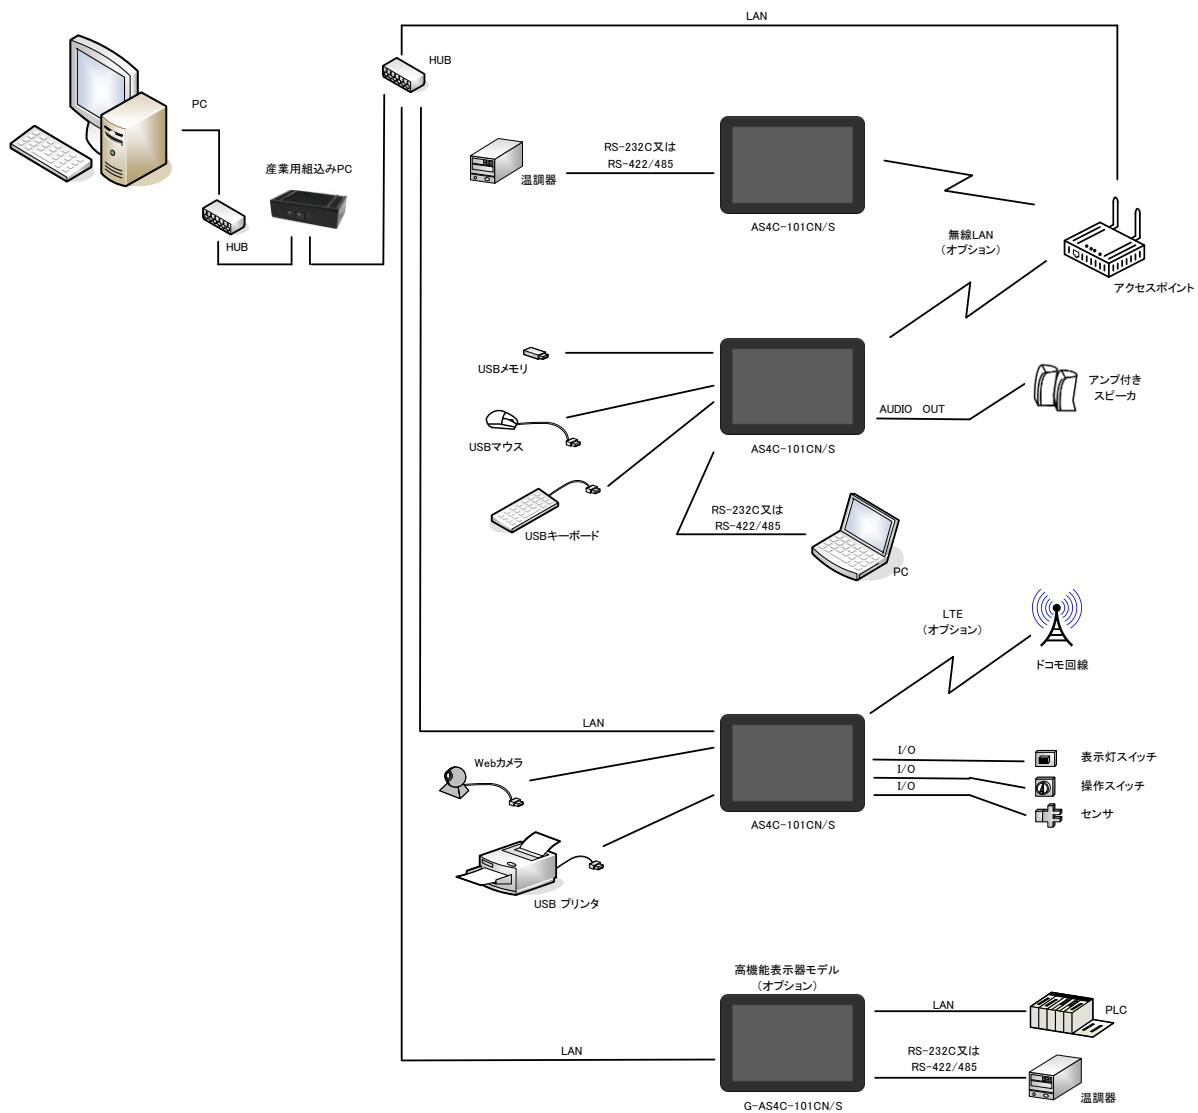 LAN
HUB
PC
産業用組込みPC
HUB
RS-232C又は
RS-422/485
温調器
AS4C-101CN/S
無線LAN
(オプション)
アクセスポイント
USBメモリ
USBマウス
USBキーボード
AS4C-101CN/S
AUDIO OUT
アンプ付き
スピーカ
RS-232C又は
RS-422/485
PC
LTE
(オプション)
ドコモ回線
LAN
Webカメラ
USB プリンタ
AS4C-101CN/S
I/O
表示灯スイッチ
I/O
操作スイッチ
I/O
センサ
高機能表示器モデル
(オプション)
LAN
G-AS4C-101CN/S
LAN
PLC
RS-232C又は
RS-422/485
温調器